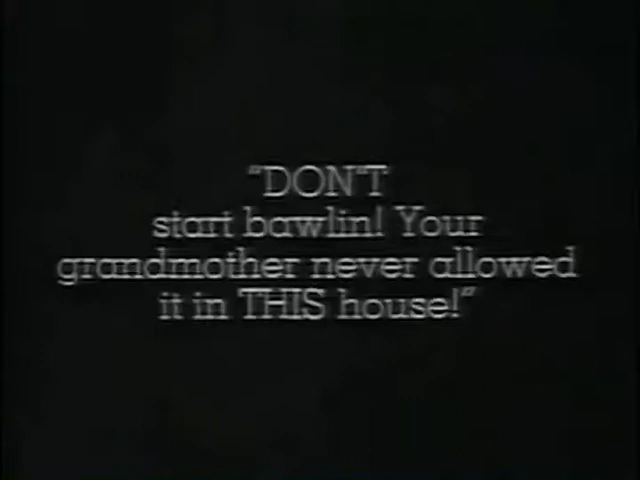 "DON'T
start bawlin! Your
grandmother never allowed
it in THIS house!"